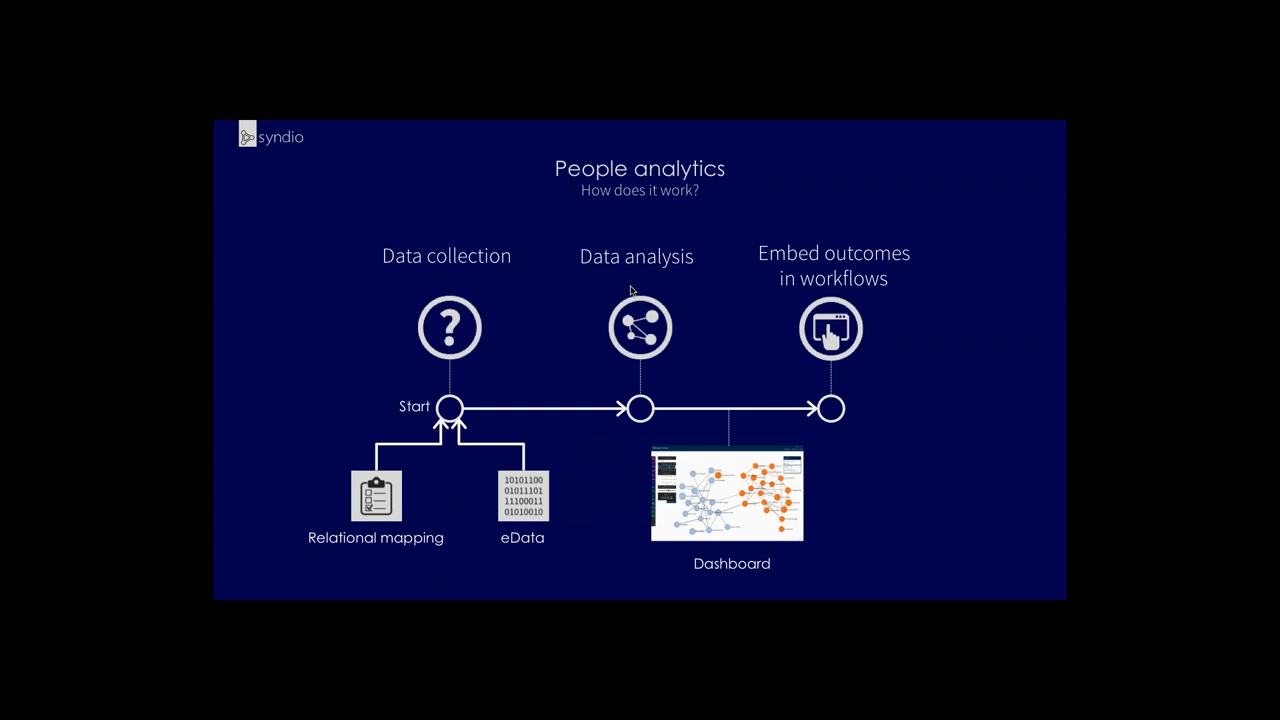 syndio
People analytics
How does it work?
Data collection
Data analysis
Embed outcomes
in workflows
Start
10101100
01011101
11100011
01010010
Relational mapping
eData
Dashboard